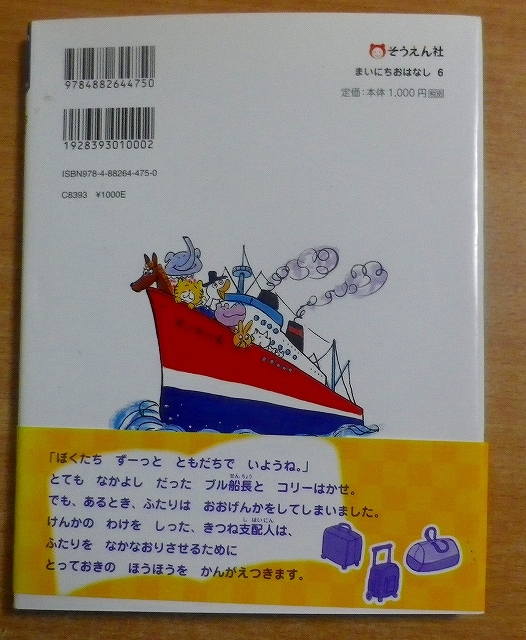 9784882644750
1928393010002
ISBN978-4-88264-475-0
C8393 ¥1000E
そうえん社
まいにちおはなし 6
定価:本体1,000円
「ぼくたち ずーっと ともだちで いようね。」
とても なかよし だった ブル船長と コリーはかせ。
でも、あるとき、ふたりは おおげんかをしてしまいました。
けんかの わけを しった、きつね支配人は、
ふたりを なかなおりさせるために
とっておきの ほうほうを かんがえつきます。